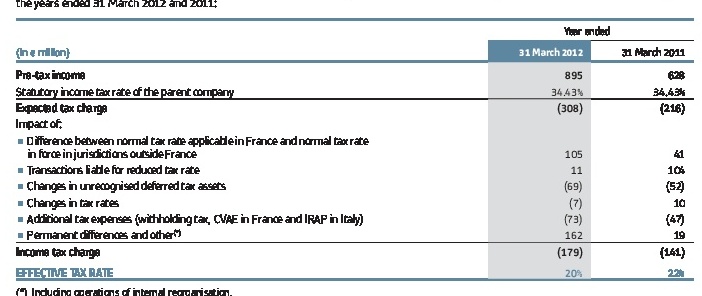 the years ended 31 March 2012 and 2011:
Year ended
(in € million) 31 March 2012 31 March 2011
Pre-tax income 895 628
Statutory income tax rate of the parent company 34.43% 34.43%
Expected tax charge (308) (216)
Impact of:
■ Difference between normal tax rate applicable in France and normal tax rate
in force in jurisdictions outside France 105 41
■ Transactions liable for reduced tax rate 11 104
■ Changes in unrecognised deferred tax assets (69) (52)
■ Changes in tax rates (7) 10
■ Additional tax expenses (withholding tax, CVAE in France and IRAP in Italy) (73) (47)
■ Permanent differences and other(*) 162 19
Income tax charge (179) (141)
EFFECTIVE TAX RATE 20% 22%
(*) Including operations of internal reorganisation.